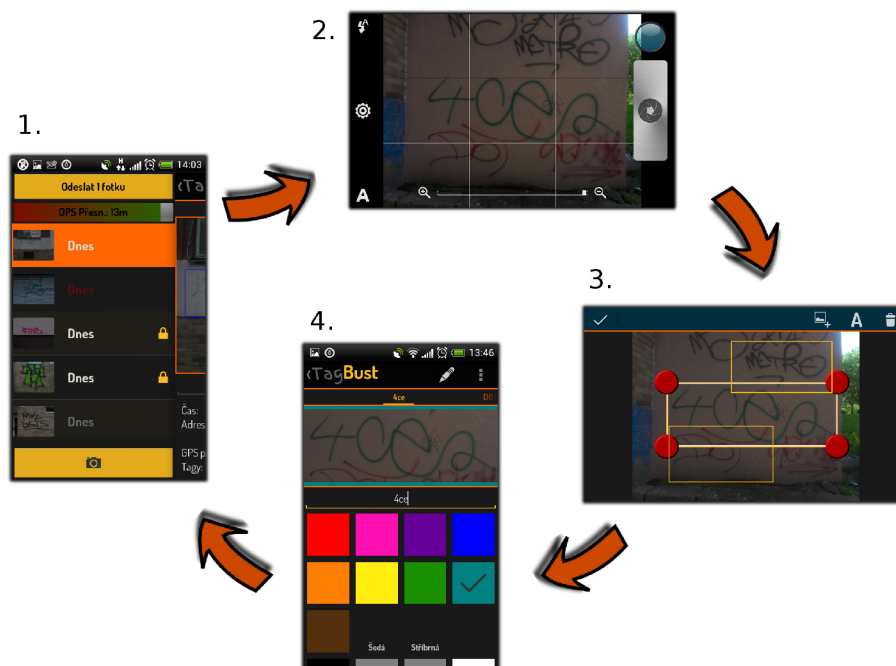 1.
14:03
Odeslat 1 fotku
GPS Přesn.: 13m
Dnes
Dnes
Dnes
Dnes
Dnes
Čas:
Adres
GPS p
Tagy:
2.
A
METRO
4ce
3.
A
METRO
4.
13:46
‹TagBust
4ce
4ce
Šedá
Stříbrná